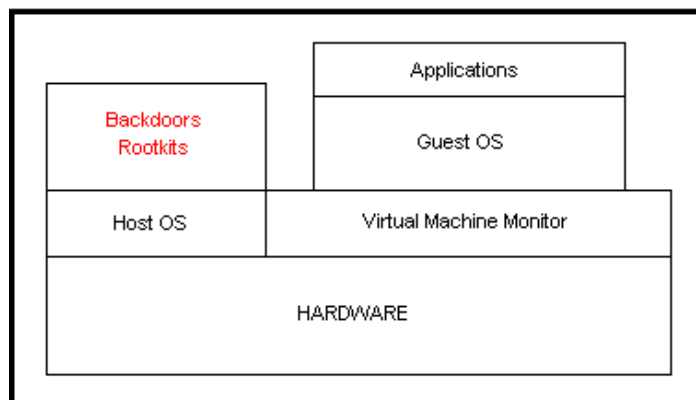 Applications
Backdoors
Rootkits
Guest OS
Host OS
Virtual Machine Monitor
HARDWARE